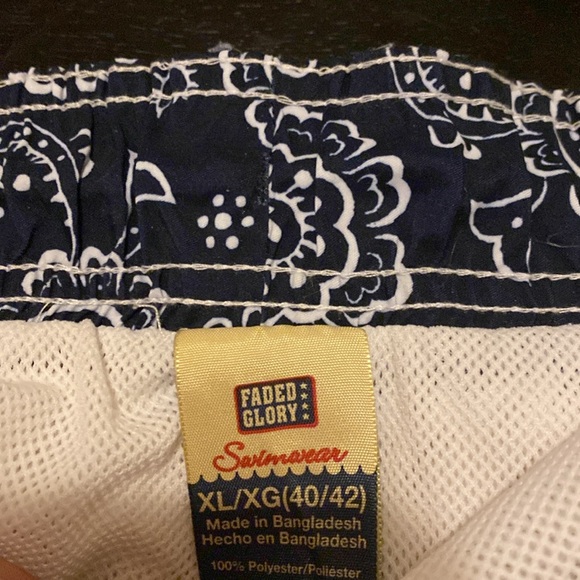 FADED
GLORY
Swimwear
XL/XG(40/42)
Made in Bangladesh
Hecho en Bangladesh
100% Polyester/Poliéster